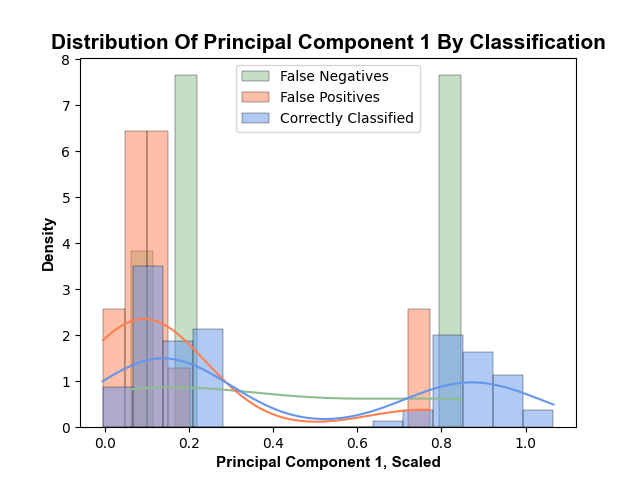 Distribution Of Principal Component 1 By Classification
False Negatives
False Positives
Correctly Classified
Density
8
7
6
5
4
3
2
1
0
0.0 0.2 0.4 0.6 0.8 1.0
Principal Component 1, Scaled